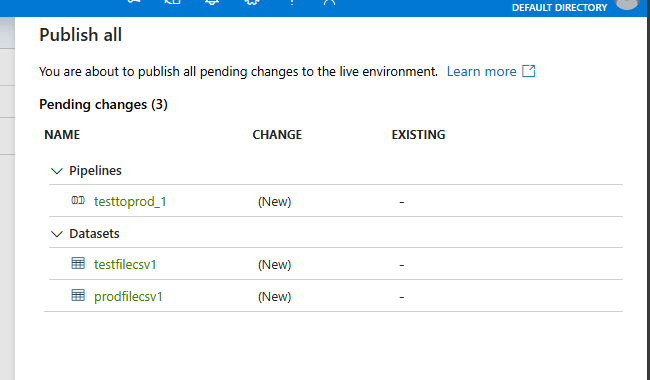 DEFAULT DIRECTORY
Publish all
You are about to publish all pending changes to the live environment. Learn more
Pending changes (3)
NAME CHANGE EXISTING
Pipelines
testtoprod_1 (New) -
Datasets
testfilecsv1 (New) -
prodfilecsv1 (New) -